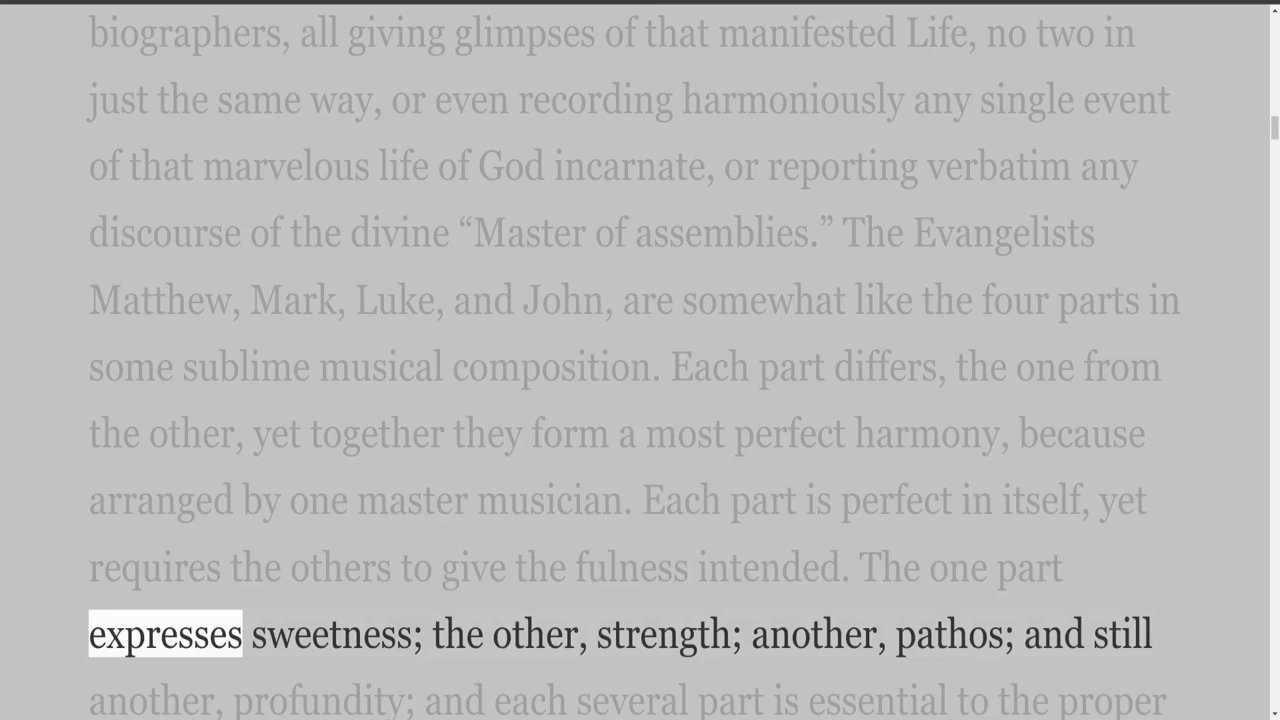 biographers, all giving glimpses of that manifested Life, no two in
just the same way, or even recording harmoniously any single event
of that marvelous life of God incarnate, or reporting verbatim any
discourse of the divine “Master of assemblies.” The Evangelists
Matthew, Mark, Luke, and John, are somewhat like the four parts in
some sublime musical composition. Each part differs, the one from
the other, yet together they form a most perfect harmony, because
arranged by one master musician. Each part is perfect in itself, yet
requires the others to give the fulness intended. The one part
expresses sweetness; the other, strength; another, pathos; and still
another, profundity; and each several part is essential to the proper